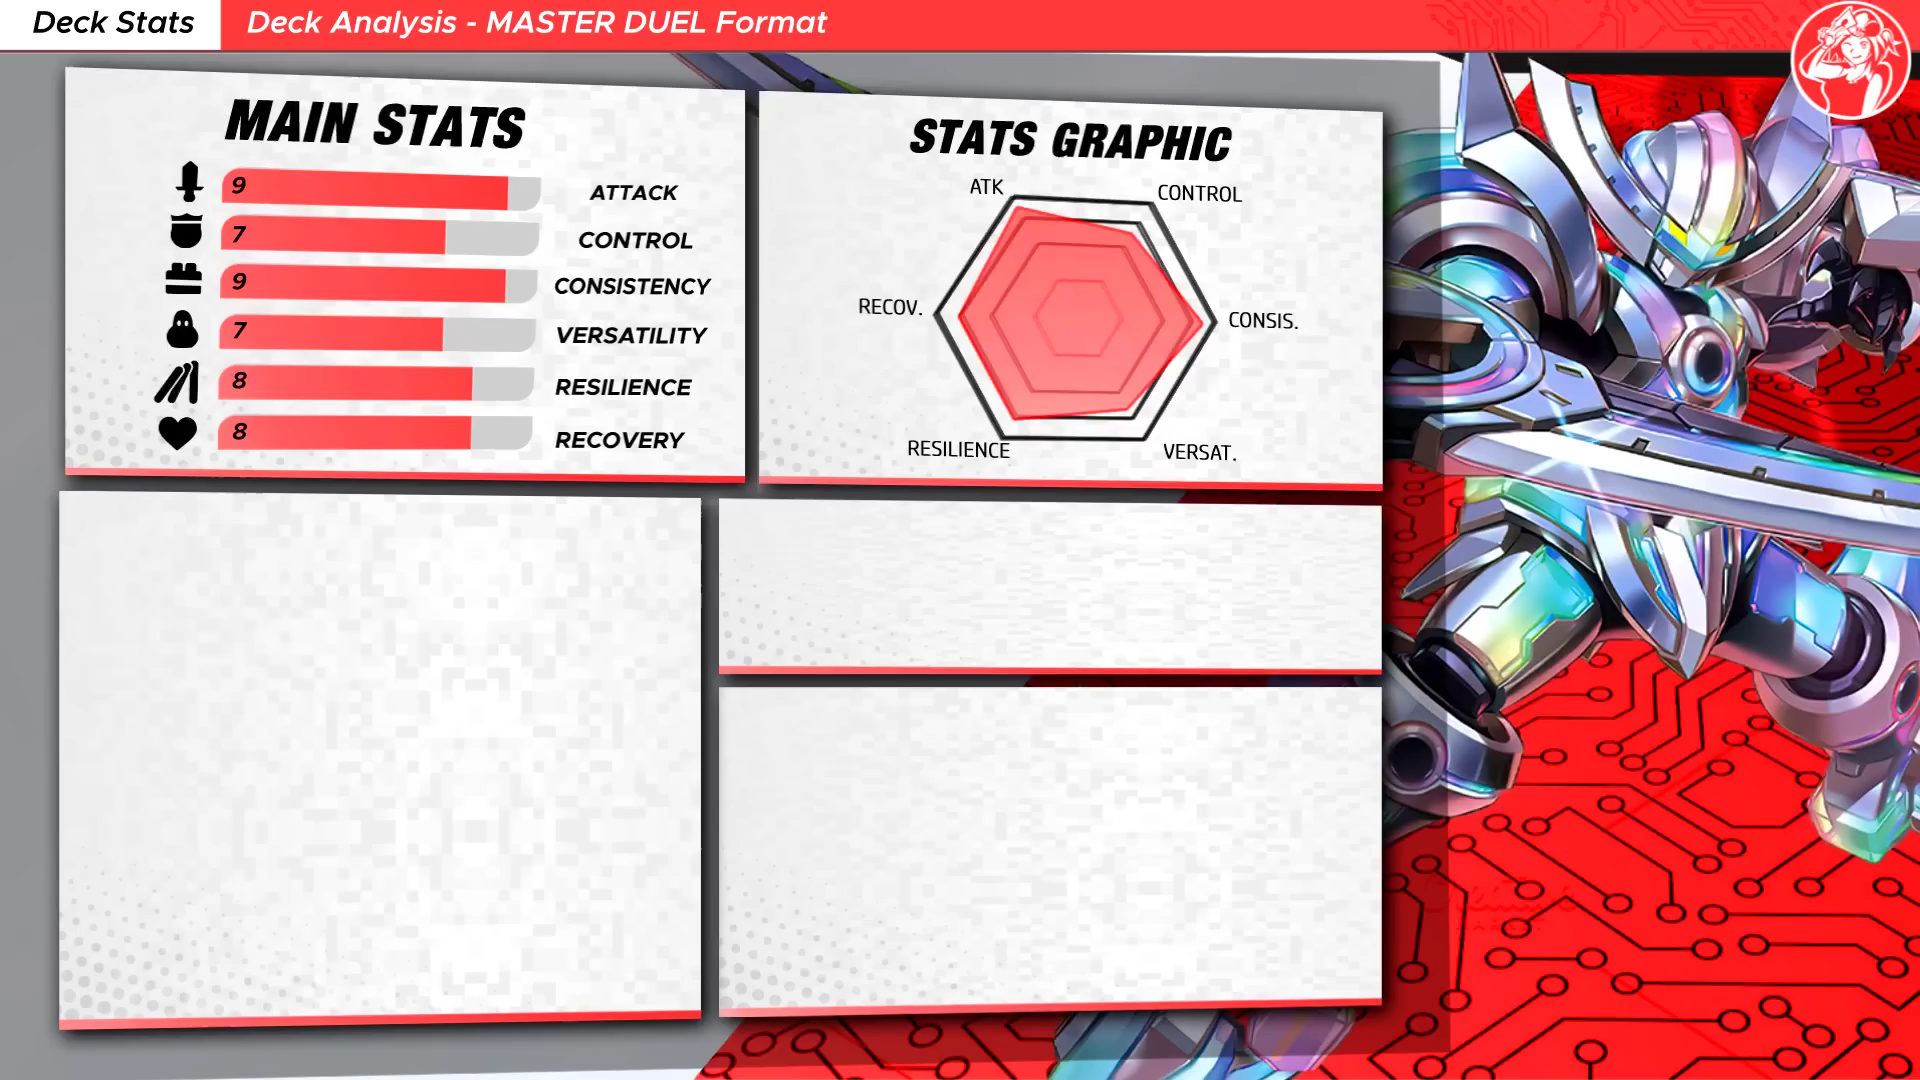 Deck Stats
Deck Analysis - MASTER DUEL Format
MAIN STATS
9 ATTACK
7 CONTROL
9 CONSISTENCY
7 VERSATILITY
8 RESILIENCE
8 RECOVERY
STATS GRAPHIC
ATK CONTROL
RECOV. CONSIS.
RESILIENCE VERSAT.